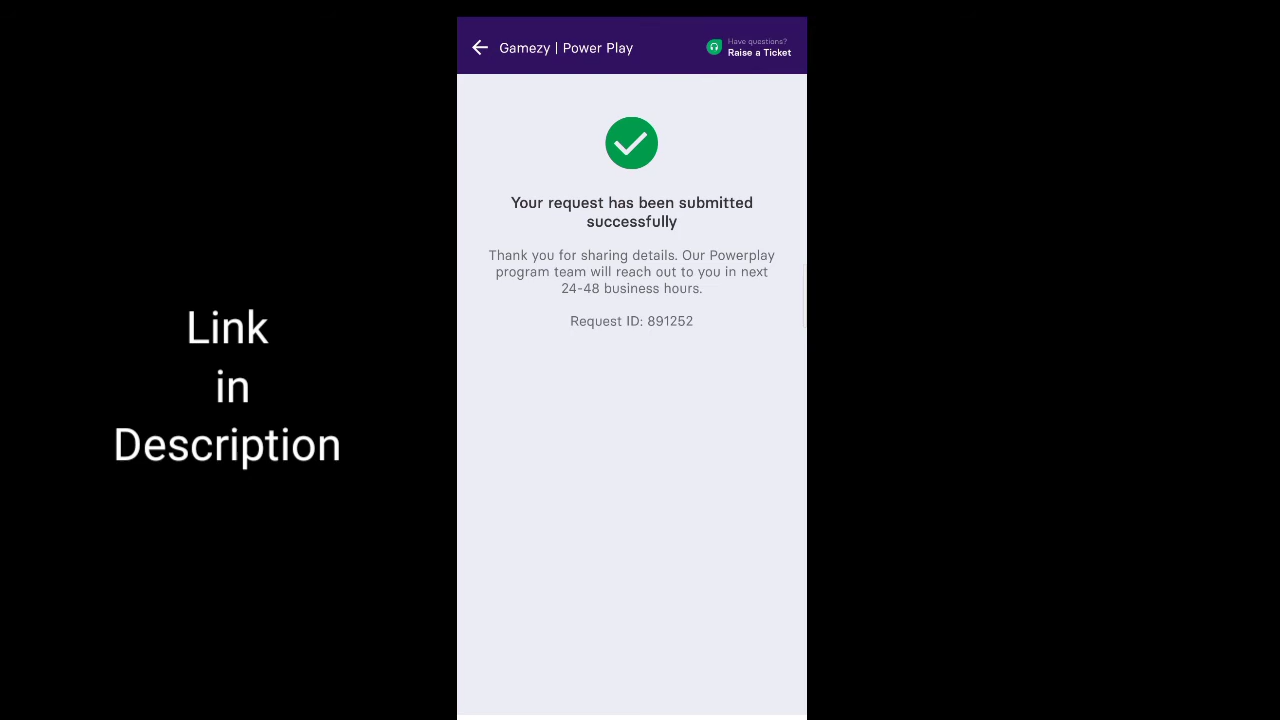 Gamezy | Power Play
Have questions?
Raise a Ticket
Your request has been submitted
successfully
Thank you for sharing details. Our Powerplay
program team will reach out to you in next
24-48 business hours.
Request ID: 891252
Link
in
Description